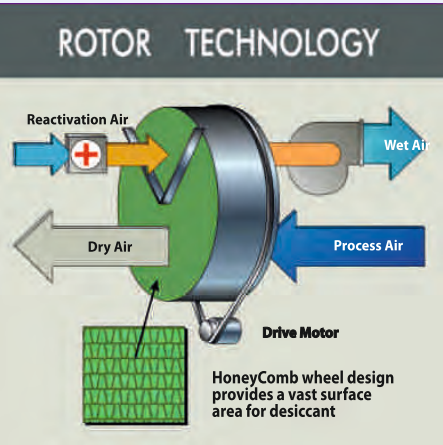 ROTOR TECHNOLOGY
Reactivation Air
Wet Air
Dry Air
Process Air
Drive Motor
HoneyComb wheel design
provides a vast surface
area for desiccant